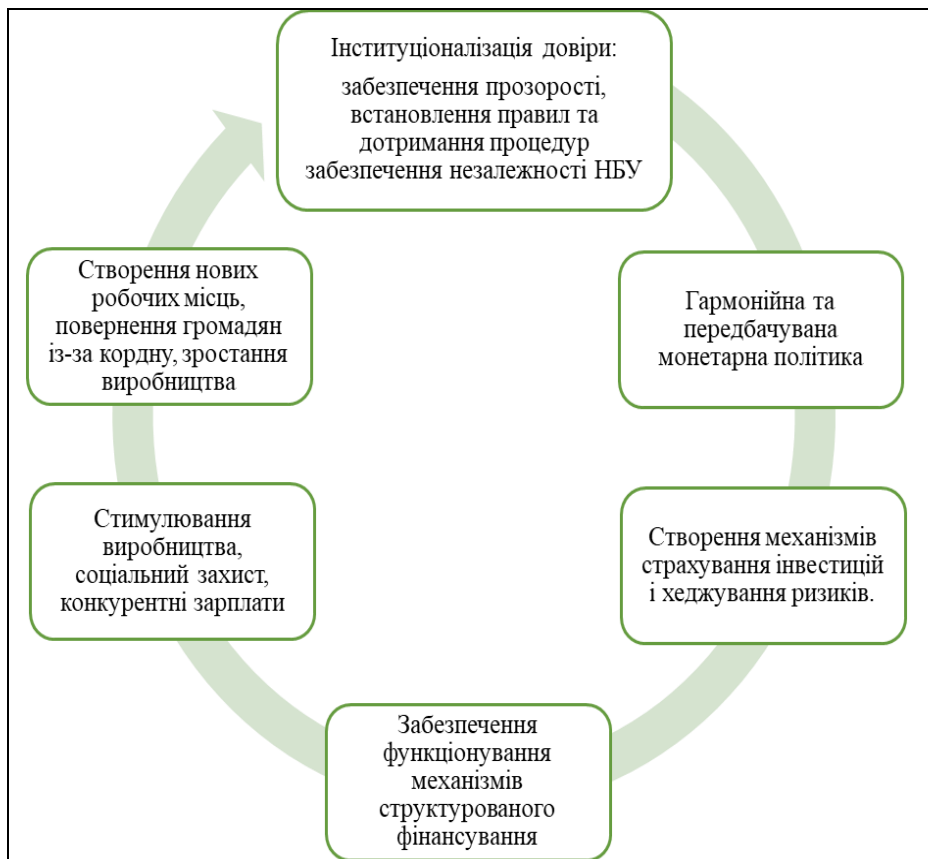 Інституціоналізація довіри:
забезпечення прозорості,
встановлення правил та
дотримання процедур
забезпечення незалежності НБУ
Гармонійна та
передбачувана
монетарна політика
Створення механізмів
страхування інвестицій
і хеджування ризиків.
Забезпечення
функціонування
механізмів
структурованого
фінансування
Стимулювання
виробництва,
соціальний захист,
конкурентні зарплати
Створення нових
робочих місць,
повернення громадян
із-за кордну, зростання
виробництва